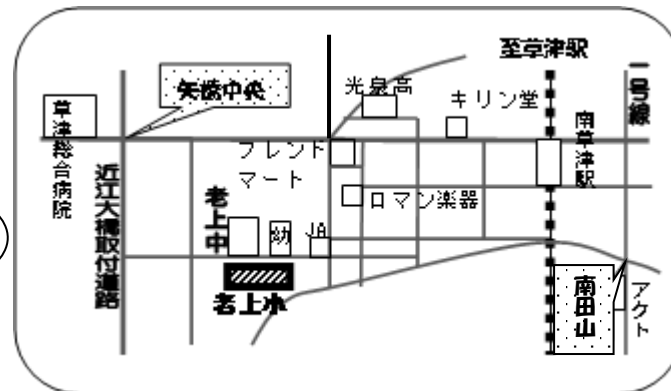 至草津駅
一号線
矢橋中央
光泉高
キリン堂
草津総合病院
南草津駅
フレンド
マート
近江大橋取付道路
老上中
幼
JA
ロマン楽器
老上小
南田山
アクト